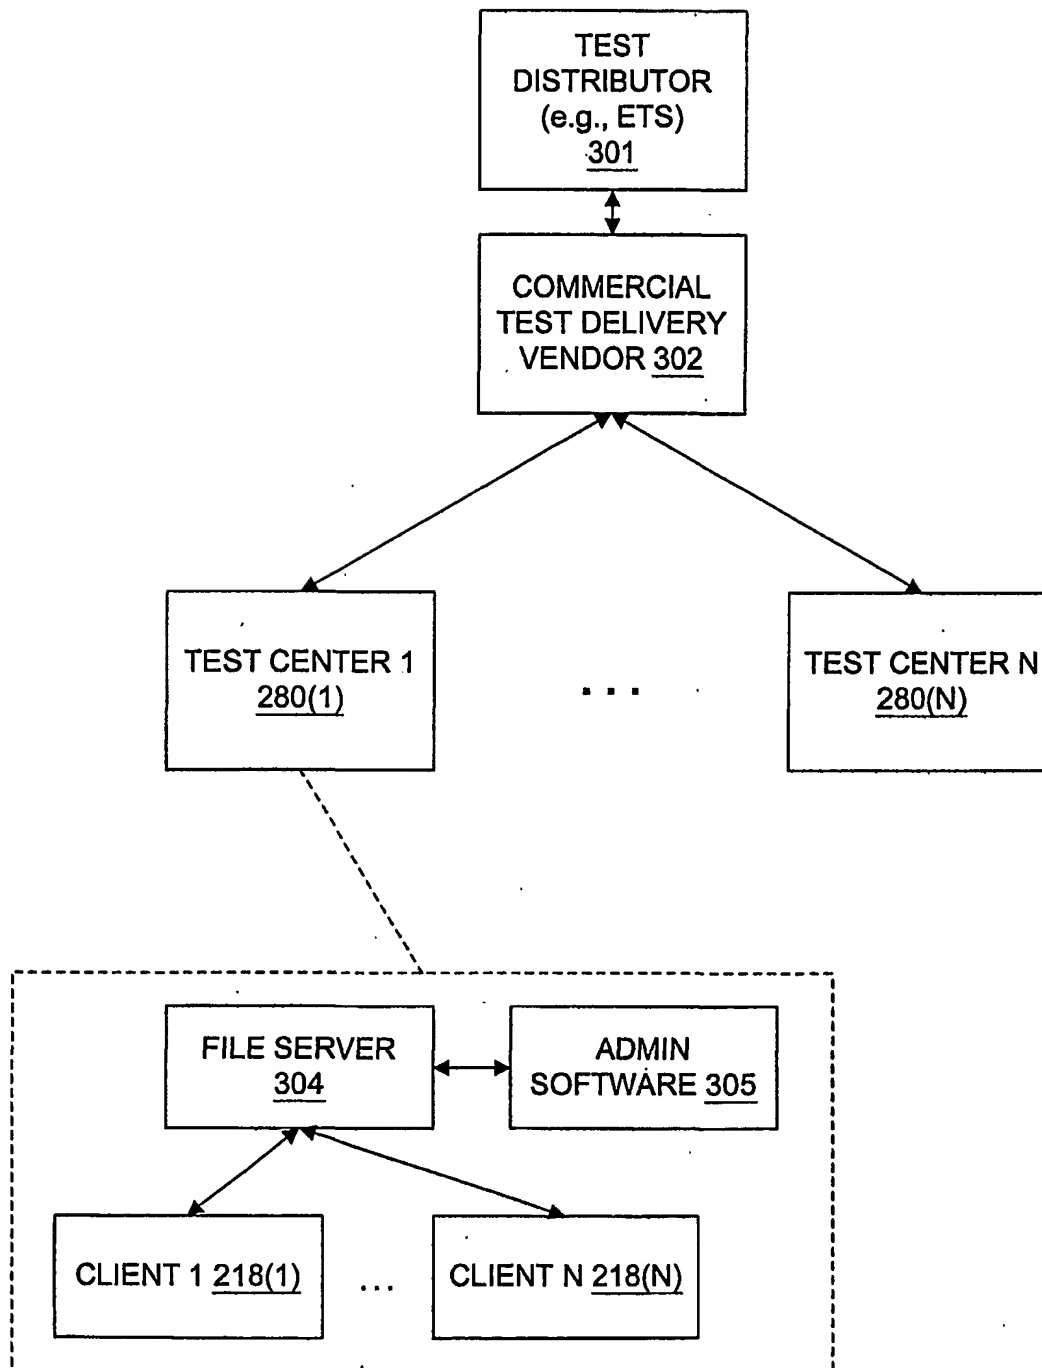 TEST
DISTRIBUTOR
(e.g., ETS)
301
COMMERCIAL
TEST DELIVERY
VENDOR 302
TEST CENTER 1
280(1)
...
TEST CENTER N
280(N)
FILE SERVER
304
ADMIN
SOFTWARE 305
CLIENT 1 218(1)
...
CLIENT N 218(N)